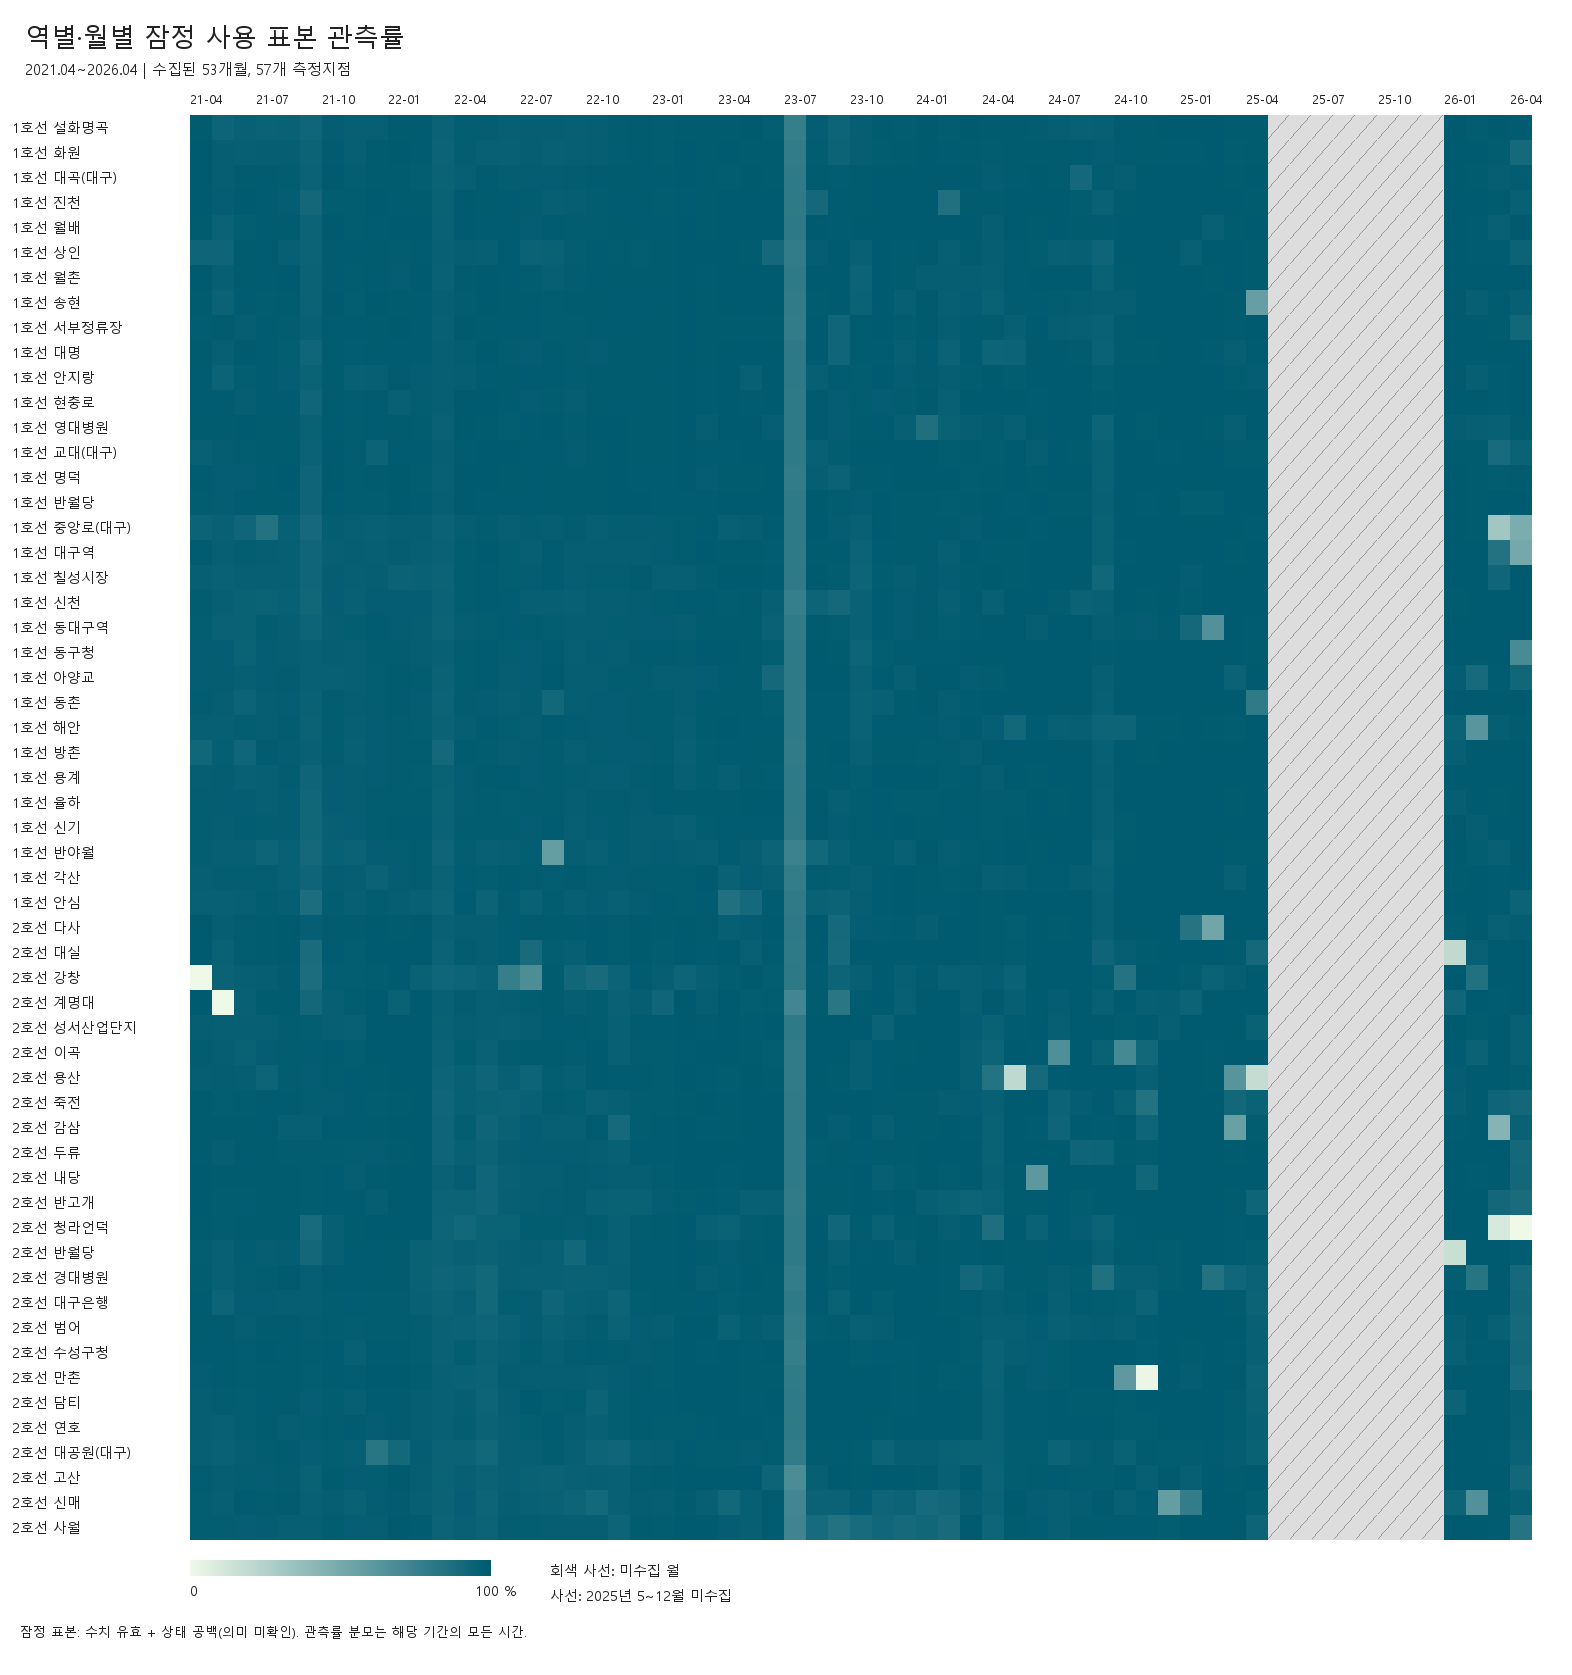 역별·월별 잠정 사용 표본 관측률
2021.04~2026.04 | 수집된 53개월, 57개 측정지점
21-04 21-07 21-10 22-01 22-04 22-07 22-10 23-01 23-04 23-07 23-10 24-01 24-04 24-07 24-10 25-01 25-04 25-07 25-10 26-01 26-04
1호선 설화명곡
1호선 화원
1호선 대곡(대구)
1호선 진천
1호선 월배
1호선 상인
1호선 월촌
1호선 송현
1호선 서부정류장
1호선 대명
1호선 안지랑
1호선 현충로
1호선 영대병원
1호선 교대(대구)
1호선 명덕
1호선 반월당
1호선 중앙로(대구)
1호선 대구역
1호선 칠성시장
1호선 신천
1호선 동대구역
1호선 동구청
1호선 아양교
1호선 동촌
1호선 해안
1호선 방촌
1호선 용계
1호선 율하
1호선 신기
1호선 반야월
1호선 각산
1호선 안심
2호선 다사
2호선 대실
2호선 강창
2호선 계명대
2호선 성서산업단지
2호선 이곡
2호선 용산
2호선 죽전
2호선 감삼
2호선 두류
2호선 내당
2호선 반고개
2호선 청라언덕
2호선 반월당
2호선 경대병원
2호선 대구은행
2호선 범어
2호선 수성구청
2호선 만촌
2호선 담티
2호선 연호
2호선 대공원(대구)
2호선 고산
2호선 신매
2호선 사월
0 100 %
회색 사선: 미수집 월
사선: 2025년 5~12월 미수집
잠정 표본: 수치 유효 + 상태 공백(의미 미확인). 관측률 분모는 해당 기간의 모든 시간.